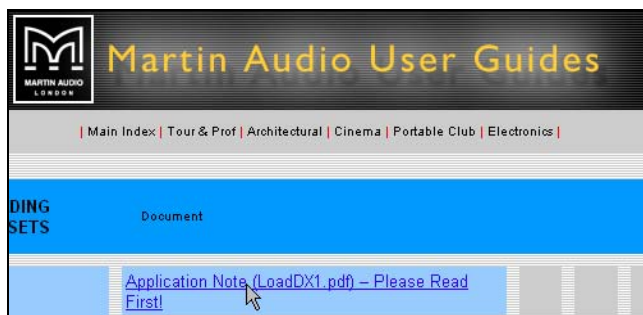 MARTIN AUDIO
LONDON
Martin Audio User Guides
| Main Index | Tour & Prof | Architectural | Cinema | Portable Club | Electronics |
DING
SETS
Document
Application Note (LoadDX1.pdf) – Please Read
First!